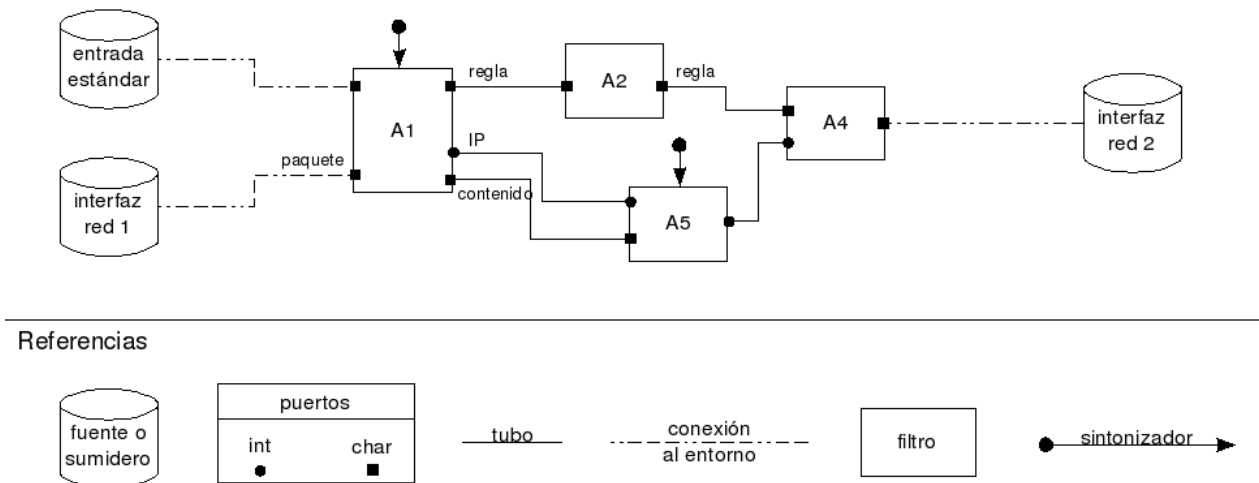 entrada
estándar
regla
A2
regla
A1
A4
interfaz
red 2
IP
paquete
contenido
interfaz
red 1
A5
Referencias
puertos
int
char
fuente o
sumidero
tubo
conexión
al entorno
filtro
sintonizador